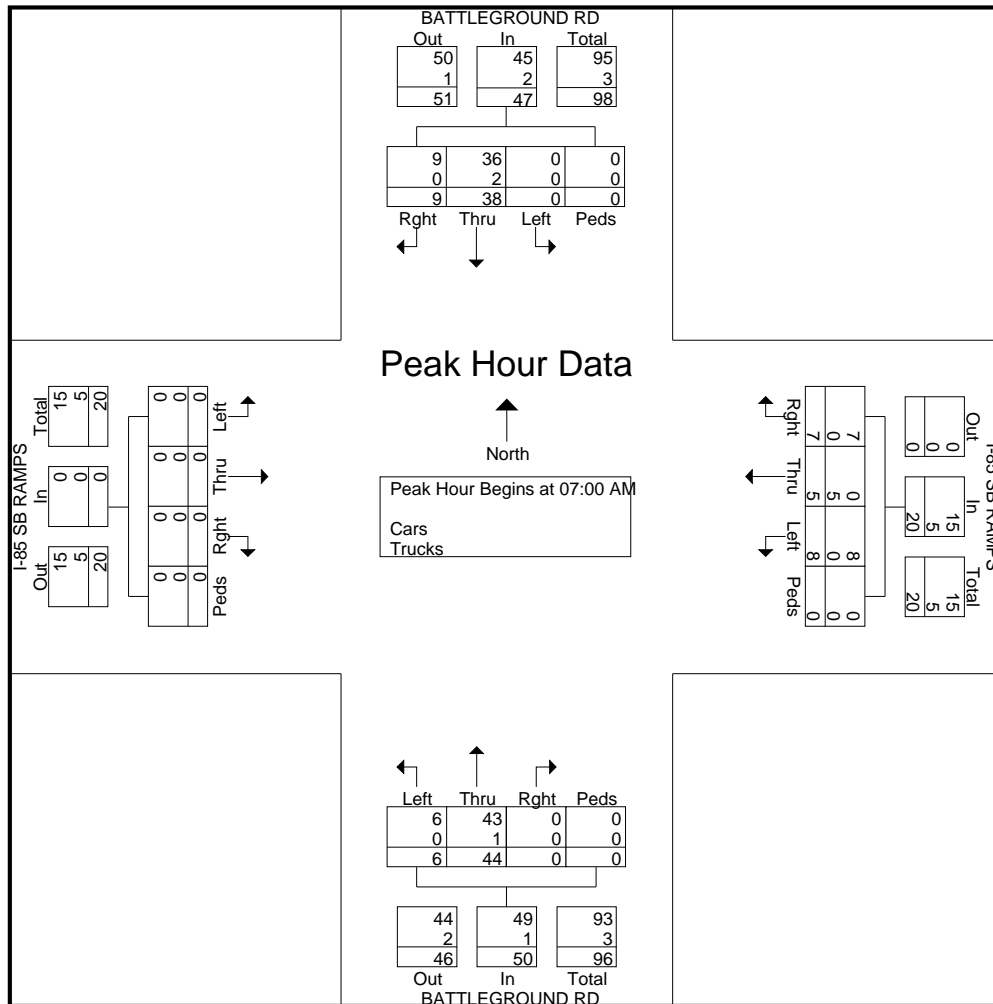 BATTLEGROUND RD
Out In Total
50 45 95
1 2 3
51 47 98
9 36 0 0
0 2 0 0
9 38 0 0
Rght Thru Left Peds
Peak Hour Data
North
Peak Hour Begins at 07:00 AM
Cars
Trucks
I-85 SB RAMPS
Total In Out
15 0 15
5 0 5
20 0 20
0 0 0 0
0 0 0 0
0 0 0 0
Left Thru Rght Peds
I-85 SB RAMPS
Out In Total
0 15 15
0 5 5
0 20 20
7 0 8 0
0 5 0 0
7 5 8 0
Rght Thru Left Peds
Left Thru Rght Peds
6 43 0 0
0 1 0 0
6 44 0 0
44 49 93
2 1 3
46 50 96
Out In Total
BATTLEGROUND RD